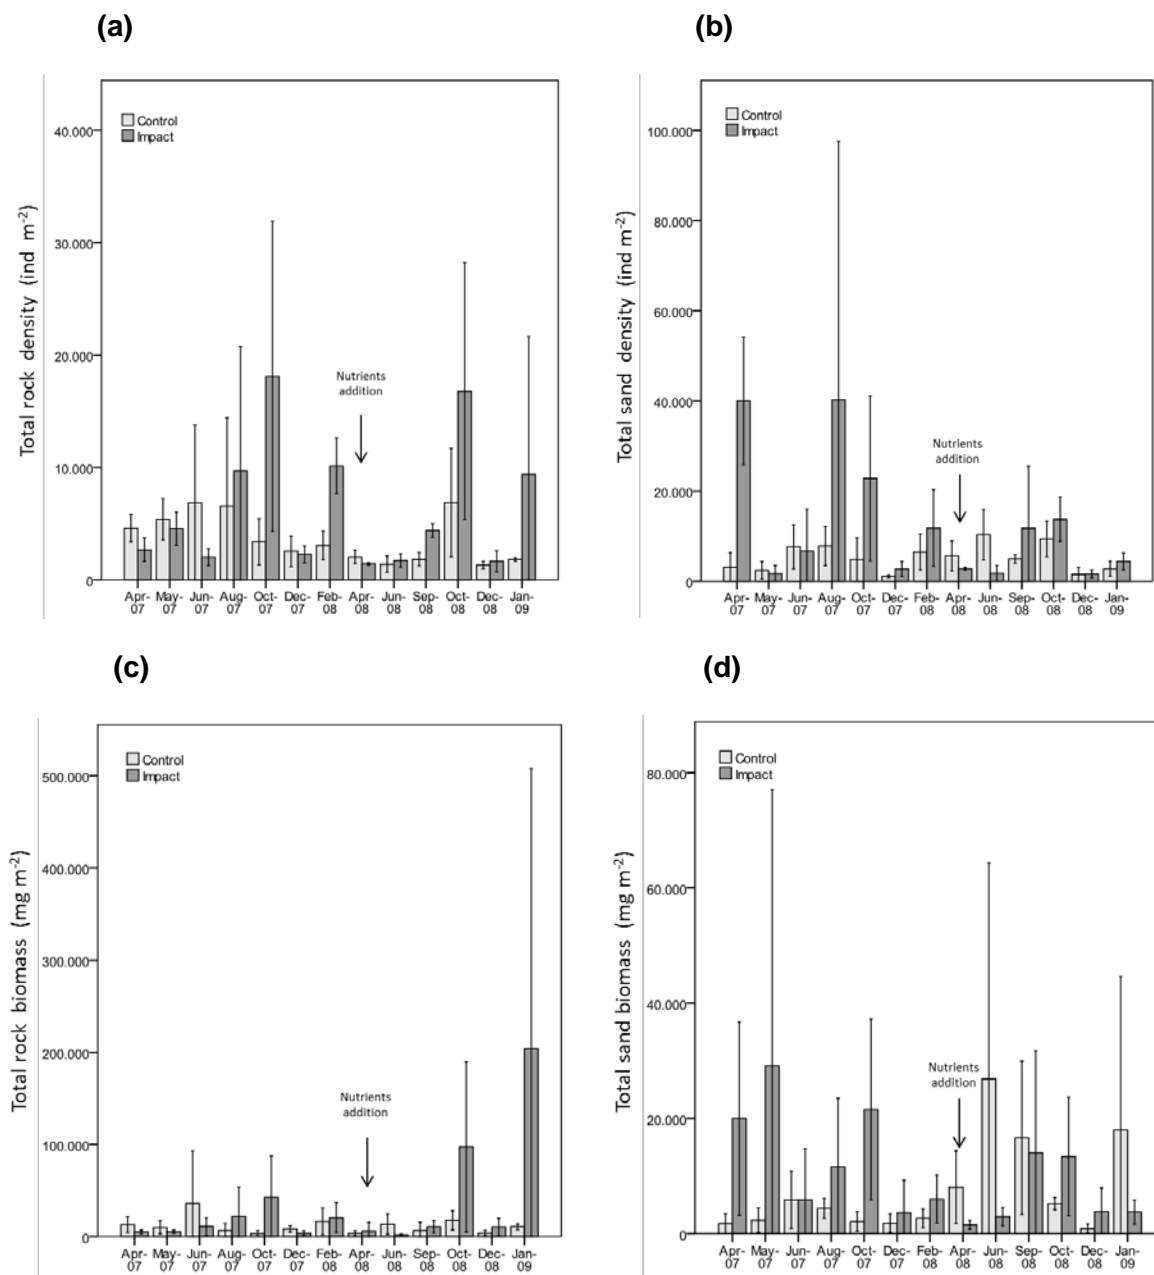 (a)
Total rock density (ind m⁻²)
40.000
30.000
20.000
10.000
0
Control
Impact
Nutrients
addition
Apr- May- Jun- Aug- Oct- Dec- Feb- Apr- Jun- Sep- Oct- Dec- Jan-
07 07 07 07 07 07 08 08 08 08 08 08 09
(b)
Total sand density (ind m⁻²)
100.000
80.000
60.000
40.000
20.000
0
Control
Impact
Nutrients
addition
Apr- May- Jun- Aug- Oct- Dec- Feb- Apr- Jun- Sep- Oct- Dec- Jan-
07 07 07 07 07 07 08 08 08 08 08 08 09
(c)
Total rock biomass (mg m⁻²)
500.000
400.000
300.000
200.000
100.000
0
Control
Impact
Nutrients
addition
Apr- May- Jun- Aug- Oct- Dec- Feb- Apr- Jun- Sep- Oct- Dec- Jan-
07 07 07 07 07 07 08 08 08 08 08 08 09
(d)
Total sand biomass (mg m⁻²)
80.000
60.000
40.000
20.000
0
Control
Impact
Nutrients
addition
Apr- May- Jun- Aug- Oct- Dec- Feb- Apr- Jun- Sep- Oct- Dec- Jan-
07 07 07 07 07 07 08 08 08 08 08 08 09